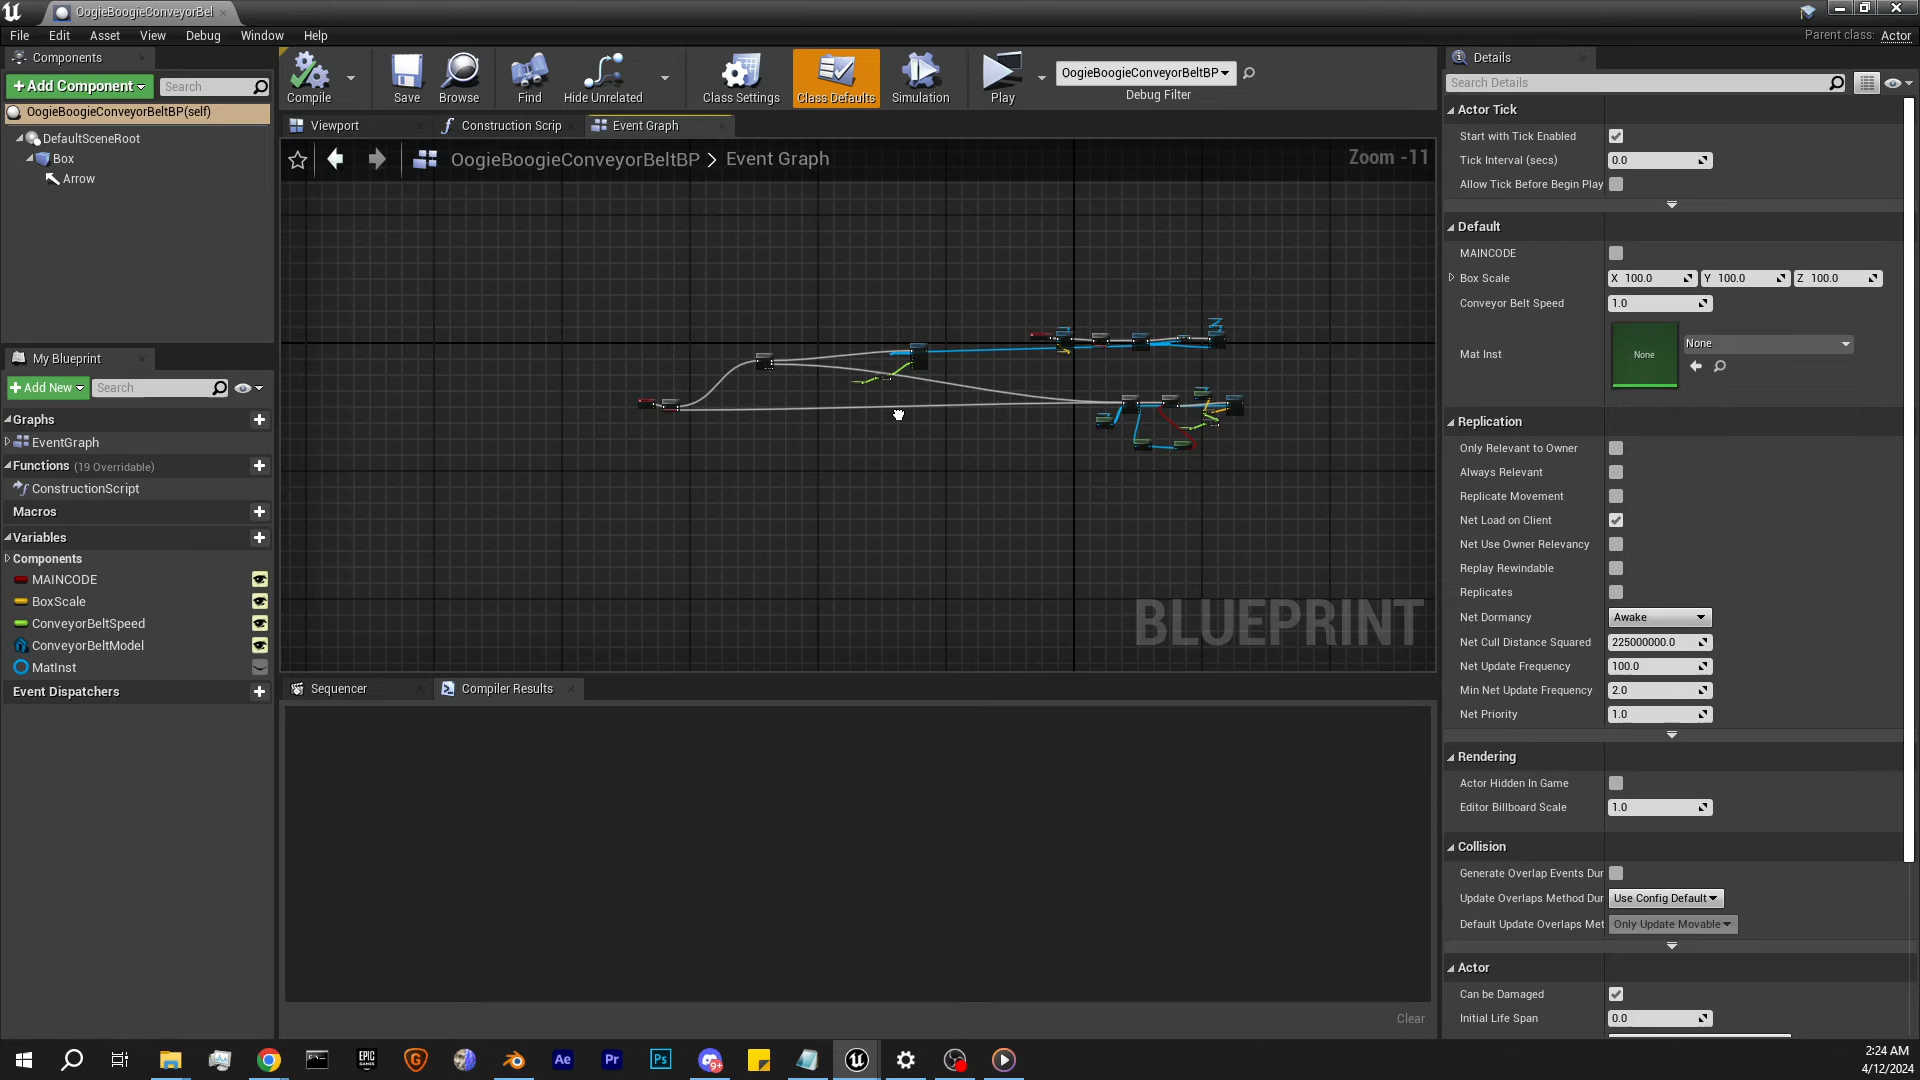 OogieBoogieConveyorBel
File Edit Asset View Debug Window Help
Parent class: Actor
Components
+Add Component
Search
OogieBoogieConveyorBeltBP(self)
DefaultSceneRoot
Box
Arrow
Compile
Save
Browse
Find
Hide Unrelated
Class Settings
Class Defaults
Simulation
Play
OogieBoogieConveyorBeltBP
Debug Filter
Viewport
Construction Scrip
Event Graph
OogieBoogieConveyorBeltBP > Event Graph
Zoom -11
BLUEPRINT
My Blueprint
+Add New
Search
Graphs
EventGraph
Functions (19 Overridable)
ConstructionScript
Macros
Variables
Components
MAINCODE
BoxScale
ConveyorBeltSpeed
ConveyorBeltModel
MatInst
Event Dispatchers
Sequencer
Compiler Results
Clear
Details
Search Details
Actor Tick
Start with Tick Enabled
Tick Interval (secs) 0.0
Allow Tick Before Begin Play
Default
MAINCODE
Box Scale X 100.0 Y 100.0 Z 100.0
Conveyor Belt Speed 1.0
Mat Inst None None
Replication
Only Relevant to Owner
Always Relevant
Replicate Movement
Net Load on Client
Net Use Owner Relevancy
Replay Rewindable
Replicates
Net Dormancy Awake
Net Cull Distance Squared 225000000.0
Net Update Frequency 100.0
Min Net Update Frequency 2.0
Net Priority 1.0
Rendering
Actor Hidden In Game
Editor Billboard Scale 1.0
Collision
Generate Overlap Events Dur
Update Overlaps Method Dur Use Config Default
Default Update Overlaps Met Only Update Movable
Actor
Can be Damaged
Initial Life Span 0.0
EPIC GAMES
Ae
Pr
Ps
9+
2:24 AM
4/12/2024